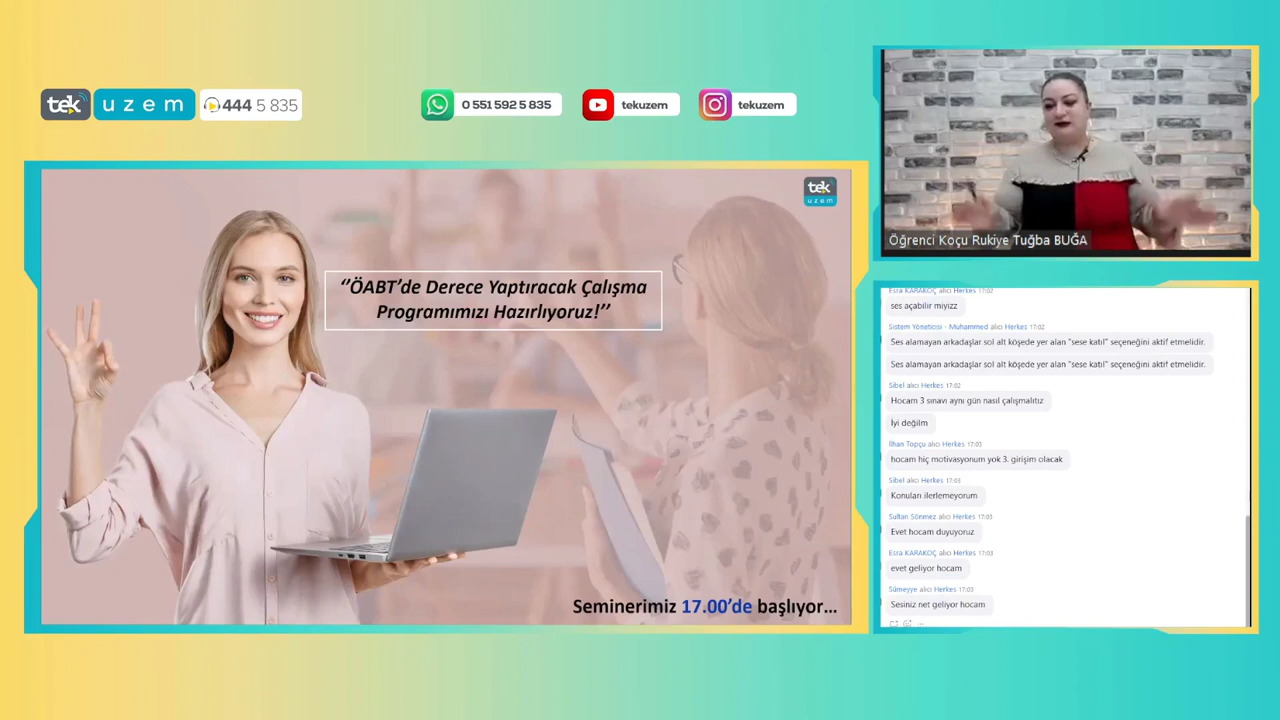 tek uzem 444 5 835
0 551 592 5 835
tekuzem
tekuzem
tek
uzem
‘’ÖABT’de Derece Yaptıracak Çalışma
Programımızı Hazırlıyoruz!’’
Seminerimiz 17.00’de başlıyor...
Öğrenci Koçu Rukiye Tuğba BUĞA
Esra KARAKOÇ alıcı Herkes 17:02
ses açabilir miyizz
Sistem Yöneticisi - Muhammed alıcı Herkes 17:02
Ses alamayan arkadaşlar sol alt köşede yer alan "sese katıl" seçeneğini aktif etmelidir.
Ses alamayan arkadaşlar sol alt köşede yer alan "sese katıl" seçeneğini aktif etmelidir.
Sibel alıcı Herkes 17:02
Hocam 3 sınavı aynı gün nasıl çalışmalıtız
İyi değilm
İlhan Topçu alıcı Herkes 17:03
hocam hiç motivasyonum yok 3. girişim olacak
Sibel alıcı Herkes 17:03
Konuları ilerlemeyorum
Sultan Sönmez alıcı Herkes 17:03
Evet hocam duyuyoruz
Esra KARAKOÇ alıcı Herkes 17:03
evet geliyor hocam
Sümeyye alıcı Herkes 17:03
Sesiniz net geliyor hocam